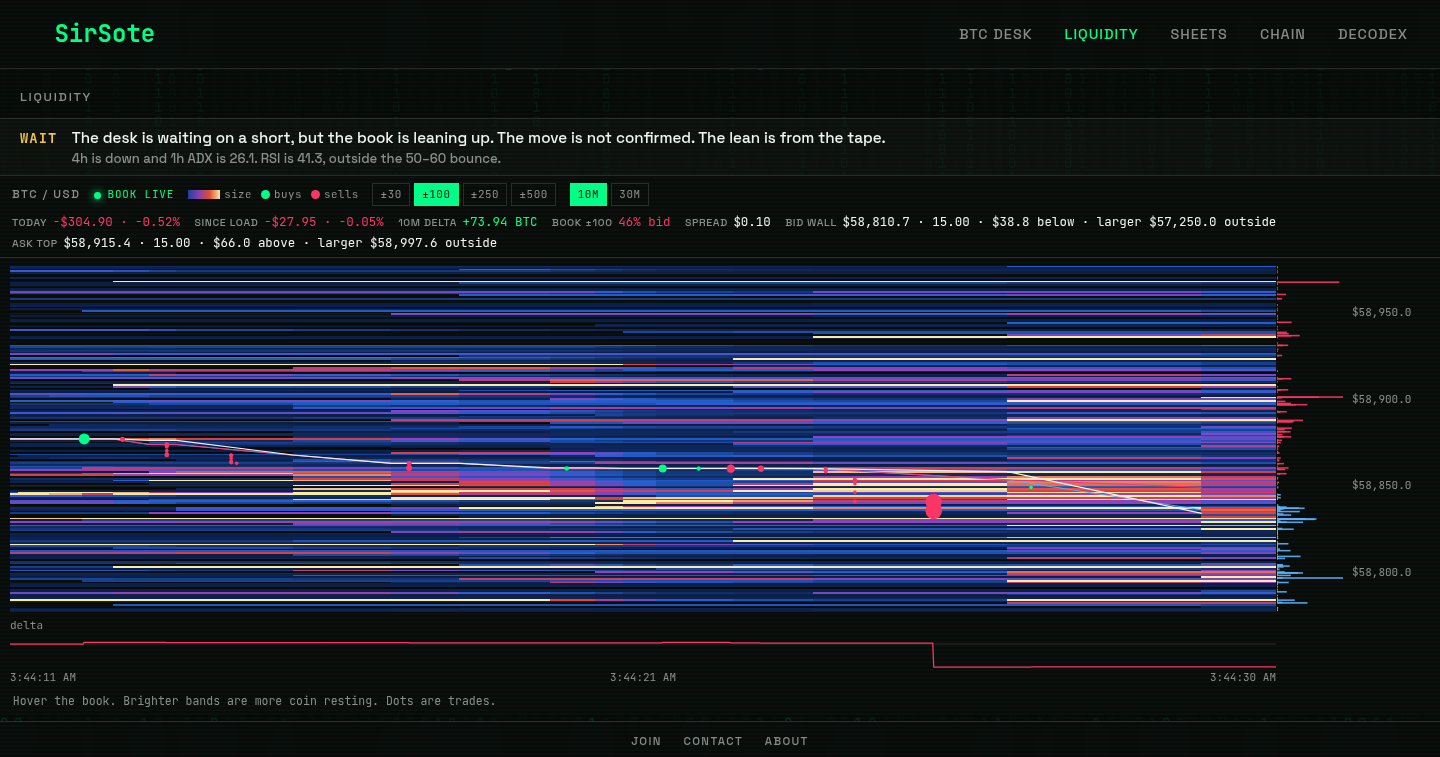 SirSote
BTC DESK LIQUIDITY SHEETS CHAIN DECODEX
LIQUIDITY
WAIT The desk is waiting on a short, but the book is leaning up. The move is not confirmed. The lean is from the tape.
4h is down and 1h ADX is 26.1. RSI is 41.3, outside the 50–60 bounce.
BTC / USD BOOK LIVE size buys sells ±30 ±100 ±250 ±500 10M 30M
TODAY -$304.90 · -0.52% SINCE LOAD -$27.95 · -0.05% 10M DELTA +73.94 BTC BOOK ±100 46% bid SPREAD $0.10 BID WALL $58,810.7 · 15.00 · $38.8 below · larger $57,250.0 outside
ASK TOP $58,915.4 · 15.00 · $66.0 above · larger $58,997.6 outside
$58,950.0
$58,900.0
$58,850.0
$58,800.0
delta
3:44:11 AM 3:44:21 AM 3:44:30 AM
Hover the book. Brighter bands are more coin resting. Dots are trades.
JOIN CONTACT ABOUT